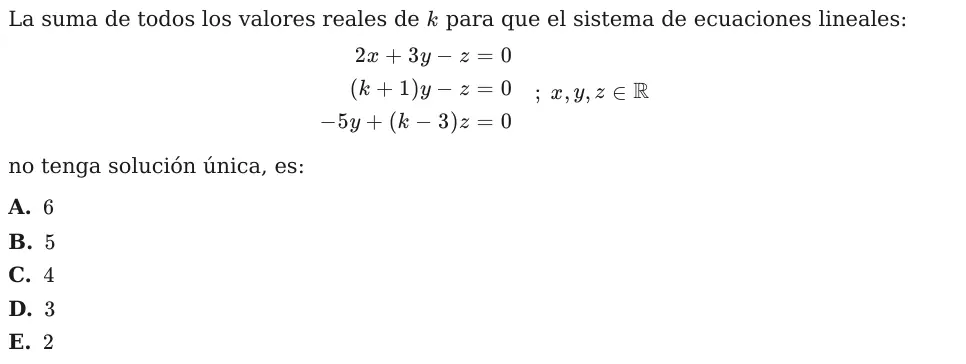 La suma de todos los valores reales de k para que el sistema de ecuaciones lineales:
2x + 3y − z = 0
(k + 1)y − z = 0 ; x, y, z ∈ ℝ
−5y + (k − 3)z = 0
no tenga solución única, es:
A. 6
B. 5
C. 4
D. 3
E. 2